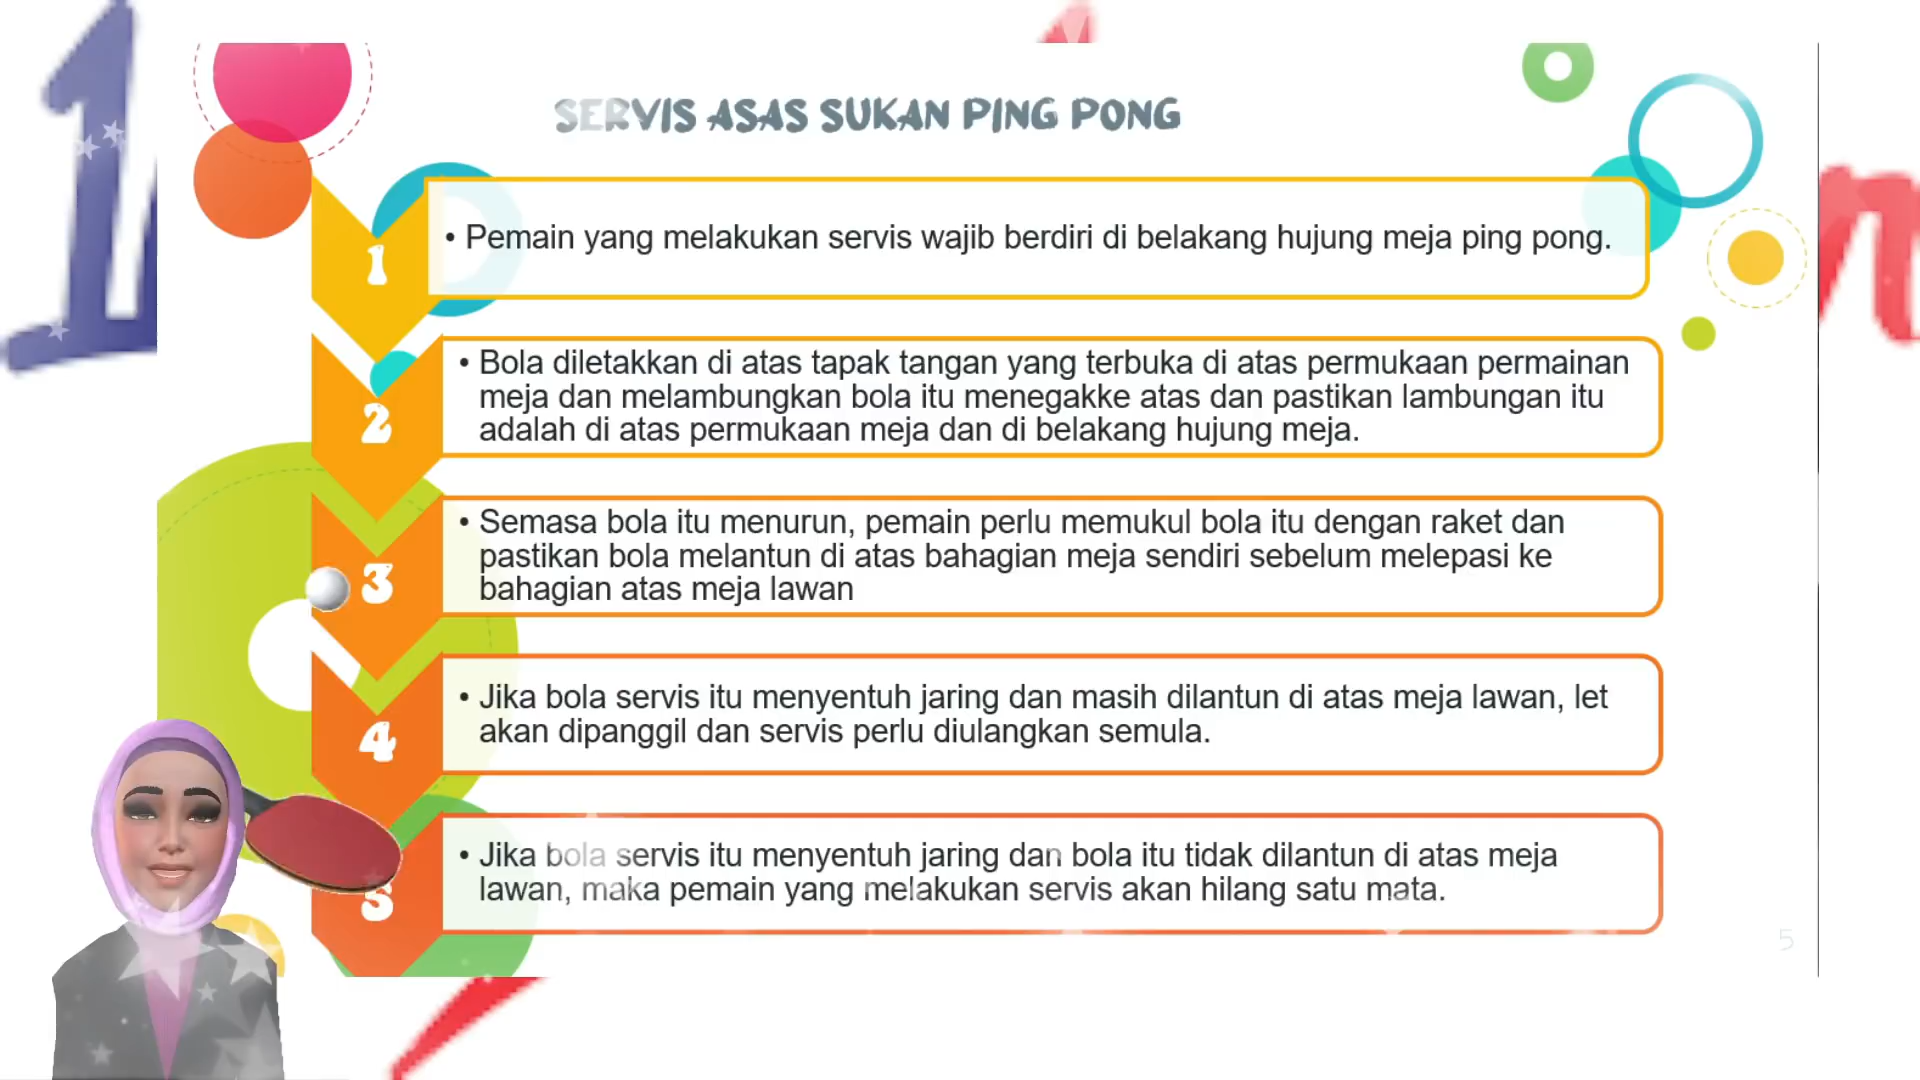 SERVIS ASAS SUKAN PING PONG
1
• Pemain yang melakukan servis wajib berdiri di belakang hujung meja ping pong.
2
• Bola diletakkan di atas tapak tangan yang terbuka di atas permukaan permainan
meja dan melambungkan bola itu menegakke atas dan pastikan lambungan itu
adalah di atas permukaan meja dan di belakang hujung meja.
3
• Semasa bola itu menurun, pemain perlu memukul bola itu dengan raket dan
pastikan bola melantun di atas bahagian meja sendiri sebelum melepasi ke
bahagian atas meja lawan
4
• Jika bola servis itu menyentuh jaring dan masih dilantun di atas meja lawan, let
akan dipanggil dan servis perlu diulangkan semula.
5
• Jika bola servis itu menyentuh jaring dan bola itu tidak dilantun di atas meja
lawan, maka pemain yang melakukan servis akan hilang satu mata.
5